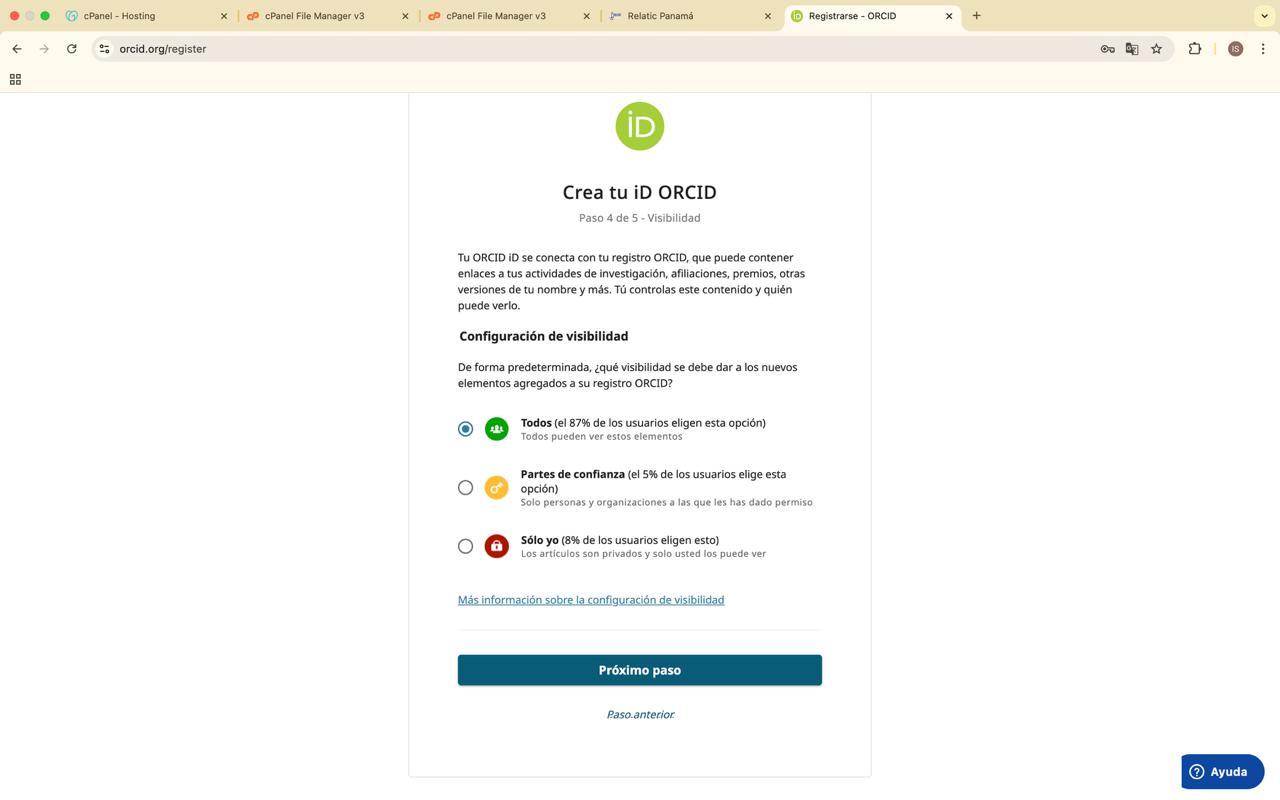 cPanel - Hosting
cPanel File Manager v3
cPanel File Manager v3
Relatic Panamá
Registrarse - ORCID
orcid.org/register
IS
iD
Crea tu iD ORCID
Paso 4 de 5 - Visibilidad
Tu ORCID iD se conecta con tu registro ORCID, que puede contener
enlaces a tus actividades de investigación, afiliaciones, premios, otras
versiones de tu nombre y más. Tú controlas este contenido y quién
puede verlo.
Configuración de visibilidad
De forma predeterminada, ¿qué visibilidad se debe dar a los nuevos
elementos agregados a su registro ORCID?
Todos (el 87% de los usuarios eligen esta opción)
Todos pueden ver estos elementos
Partes de confianza (el 5% de los usuarios elige esta
opción)
Solo personas y organizaciones a las que les has dado permiso
Sólo yo (8% de los usuarios eligen esto)
Los artículos son privados y solo usted los puede ver
Más información sobre la configuración de visibilidad
Próximo paso
Paso anterior
Ayuda